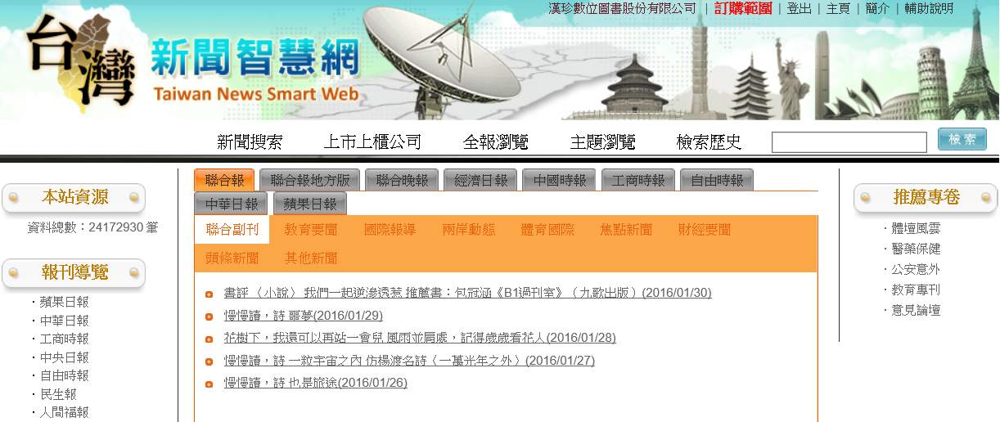 漢珍數位圖書股份有限公司 | 訂購範圍 | 登出 | 主頁 | 簡介 | 輔助說明
台灣
新聞智慧網
Taiwan News Smart Web
新聞搜索 上市上櫃公司 全報瀏覽 主題瀏覽 檢索歷史 檢索
本站資源
資料總數：24172930 筆
報刊導覽
・蘋果日報
・中華日報
・工商時報
・中央日報
・自由時報
・民生報
・人間福報
聯合報 聯合報地方版 聯合晚報 經濟日報 中國時報 工商時報 自由時報
中華日報 蘋果日報
聯合副刊 教育要聞 國際報導 兩岸動態 體育國際 焦點新聞 財經要聞
頭條新聞 其他新聞
書評〈小說〉 我們一起逆滲透惹 推薦書：包冠涵《B1過刊室》（九歌出版）(2016/01/30)
慢慢讀，詩 噩夢(2016/01/29)
花樹下，我還可以再站一會兒 風雨並肩處，記得歲歲看花人(2016/01/28)
慢慢讀，詩 一粒宇宙之內 仿楊渡名詩〈一萬光年之外〉(2016/01/27)
慢慢讀，詩 也是旅途(2016/01/26)
推薦專卷
・體壇風雲
・醫藥保健
・公安意外
・教育專刊
・意見論壇